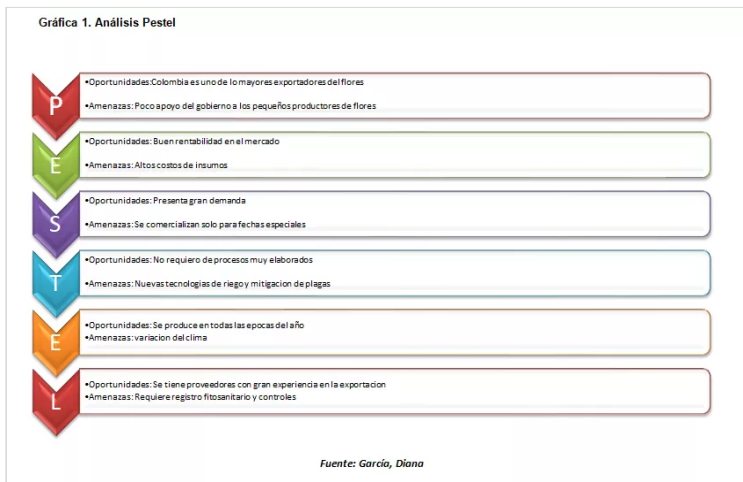 Gráfica 1. Análisis Pestel
P
•Oportunidades:Colombia es uno de lo mayores exportadores del flores
•Amenazas: Poco apoyo del gobierno a los pequeños productores de flores
E
•Oportunidades: Buen rentabilidad en el mercado
•Amenazas: Altos costos de insumos
S
•Oportunidades: Presenta gran demanda
•Amenazas: Se comercializan solo para fechas especiales
T
•Oportunidades: No requiero de procesos muy elaborados
•Amenazas: Nuevas tecnologias de riego y mitigacion de plagas
E
•Oportunidades: Se produce en todas las epocas del año
•Amenazas: variacion del clima
L
•Oportunidades: Se tiene proveedores con gran experiencia en la exportacion
•Amenazas: Requiere registro fitosanitario y controles
Fuente: García, Diana